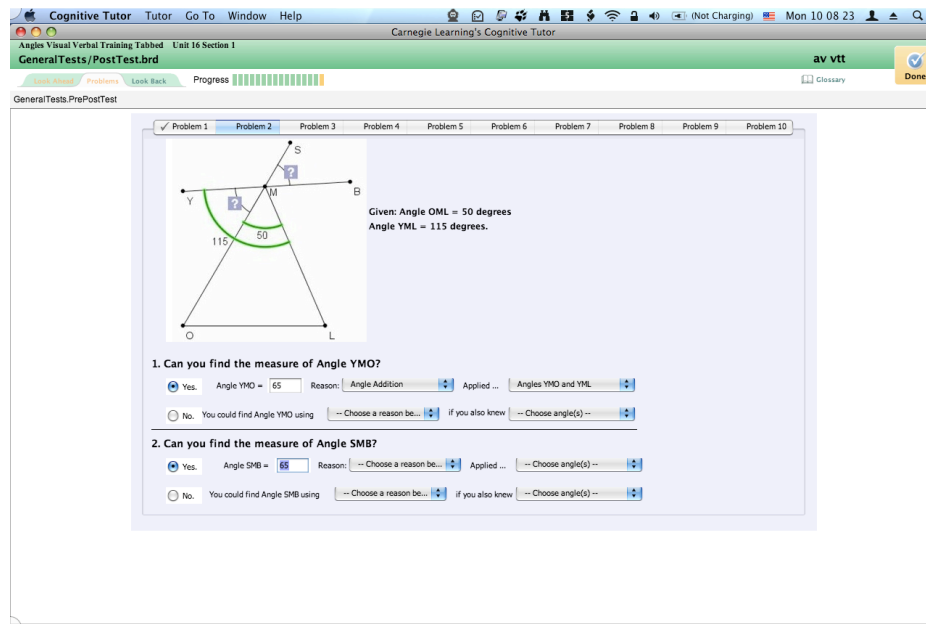 Cognitive Tutor Tutor Go To Window Help (Not Charging) Mon 10 08 23
Carnegie Learning's Cognitive Tutor
Angles Visual Verbal Training Tabbed Unit 16 Section 1
GeneralTests/PostTest.brd av vtt
Look Ahead Problems Look Back Progress Glossary Done
GeneralTests.PrePostTest
✓ Problem 1 Problem 2 Problem 3 Problem 4 Problem 5 Problem 6 Problem 7 Problem 8 Problem 9 Problem 10
S
?
Y M B
?
Given: Angle OML = 50 degrees
Angle YML = 115 degrees.
115 50
O L
1. Can you find the measure of Angle YMO?
Yes. Angle YMO = 65 Reason: Angle Addition Applied ... Angles YMO and YML
No. You could find Angle YMO using -- Choose a reason be... if you also knew -- Choose angle(s) --
2. Can you find the measure of Angle SMB?
Yes. Angle SMB = 65 Reason: -- Choose a reason be... Applied ... -- Choose angle(s) --
No. You could find Angle SMB using -- Choose a reason be... if you also knew -- Choose angle(s) --